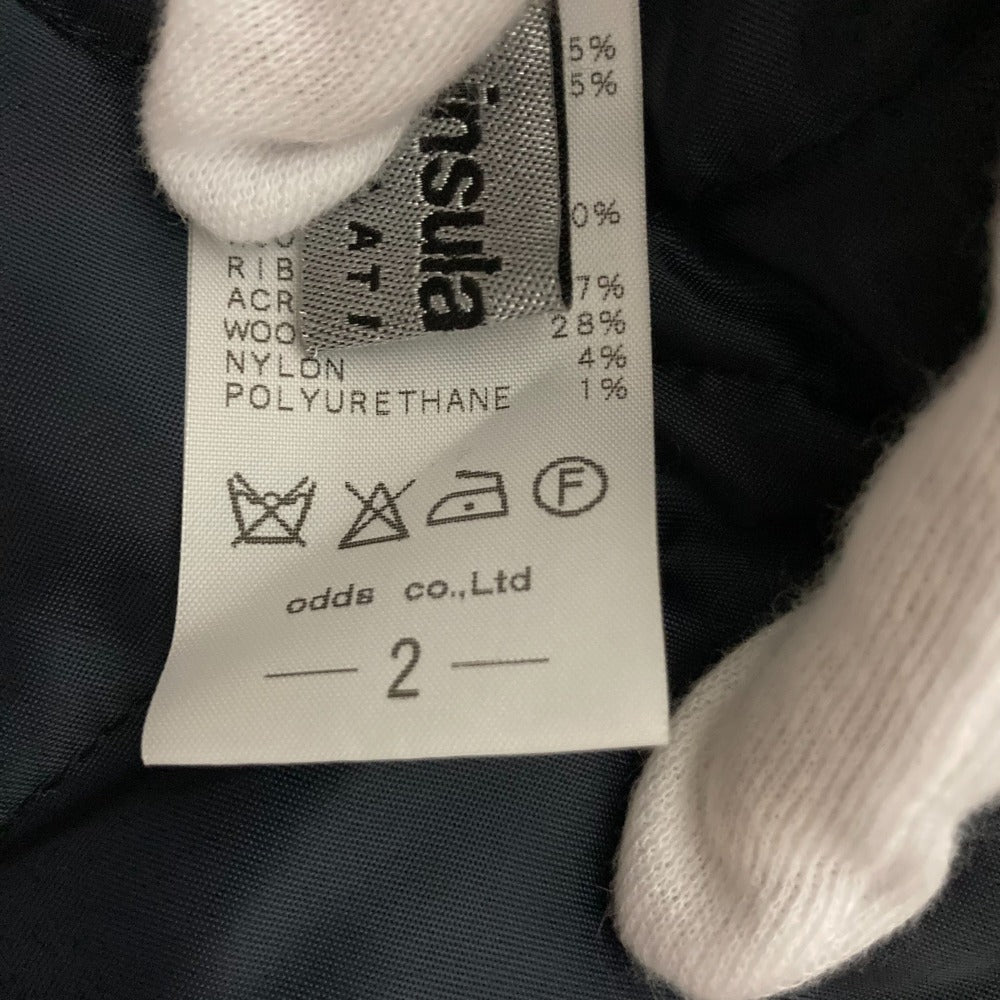 5%
5%
0%
RIB
ACR 7%
WOO 28%
NYLON 4%
POLYURETHANE 1%
insula
ATI
F
odds co.,Ltd
— 2 —